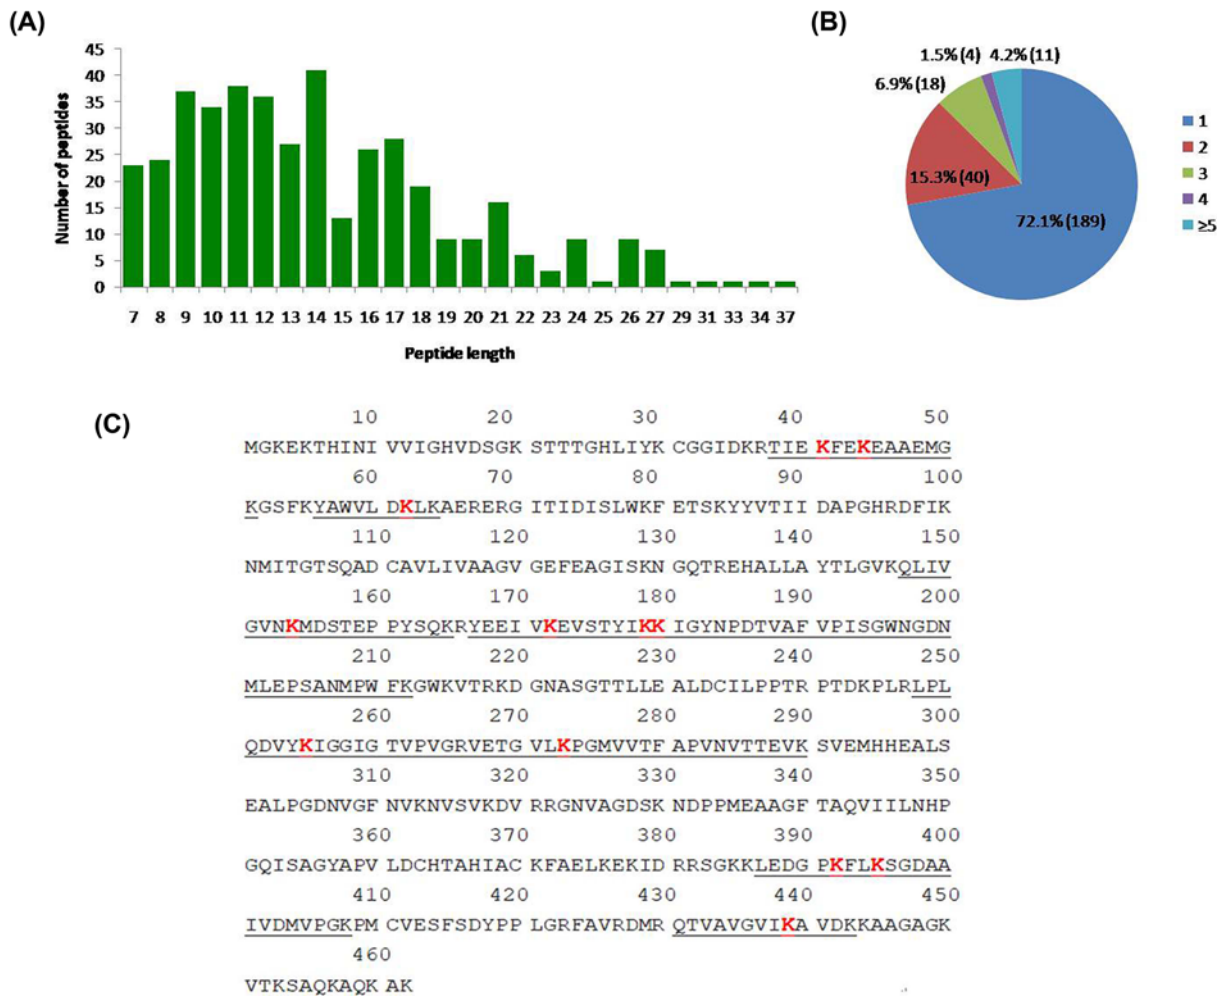 (A)
Number of peptides
45
40
35
30
25
20
15
10
5
0
7 8 9 10 11 12 13 14 15 16 17 18 19 20 21 22 23 24 25 26 27 29 31 33 34 37
Peptide length
(B)
1.5% (4) 4.2% (11)
6.9% (18)
15.3% (40)
72.1% (189)
1
2
3
4
≥5
(C)
10 20 30 40 50
MGKEKTHINI VVIGHVDSGK STTTGHLIYK CGGIDKRTIE KFEKEAAEMG
60 70 80 90 100
KGSFKYAWVL DKLKAERERG ITIDISLWKF ETSKYYVTII DAPGHRDFIK
110 120 130 140 150
NMITGTSQAD CAVLIVAAGV GEFEAGISKN GQTREHALLA YTLGVKQLIV
160 170 180 190 200
GVNKMDSTEP PYSQKRYEEI VKEVSTYIKK IGYNPDTVAF VPISGWNGDN
210 220 230 240 250
MLEPSANMPW FKGWKVTRKD GNASGTTLLE ALDCILPPTR PTDKPLRLPL
260 270 280 290 300
QDVYKIGGIG TVPVGRVETG VLKPGMVVTF APVNVTTEVK SVEMHHEALS
310 320 330 340 350
EALPGDNVGF NVKNVSVKDV RRGNVAGDSK NDPPMEAAGF TAQVIILNHP
360 370 380 390 400
GQISAGYAPV LDCHTAHIAC KFAELKEKID RRSGKKLEDG PKFLKSGDAA
410 420 430 440 450
IVDMVPGKPM CVESFSDYPP LGRFAVRDMR QTVAVGVIKA VDKKAAGAGK
460
VTKSAQKAQK AK